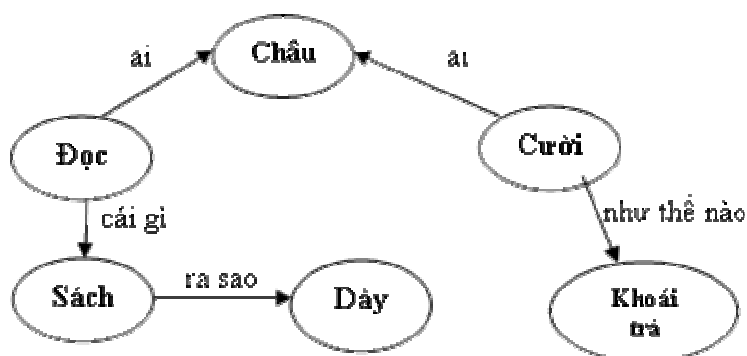 ai
Châu
ai
Đọc
Cười
cái gì
như thế nào
Sách
ra sao
Dày
Khoái
trá